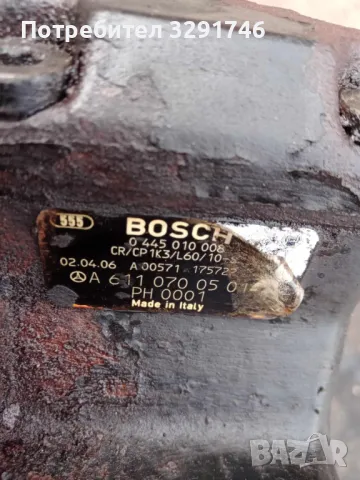 Потребител 3291746
555
BOSCH
0 445 010 008
CR/CP1K3/L60/10-
02.04.06 A 00571 17572
A 611 070 05 01
PH 0001
Made in Italy
BAZAR